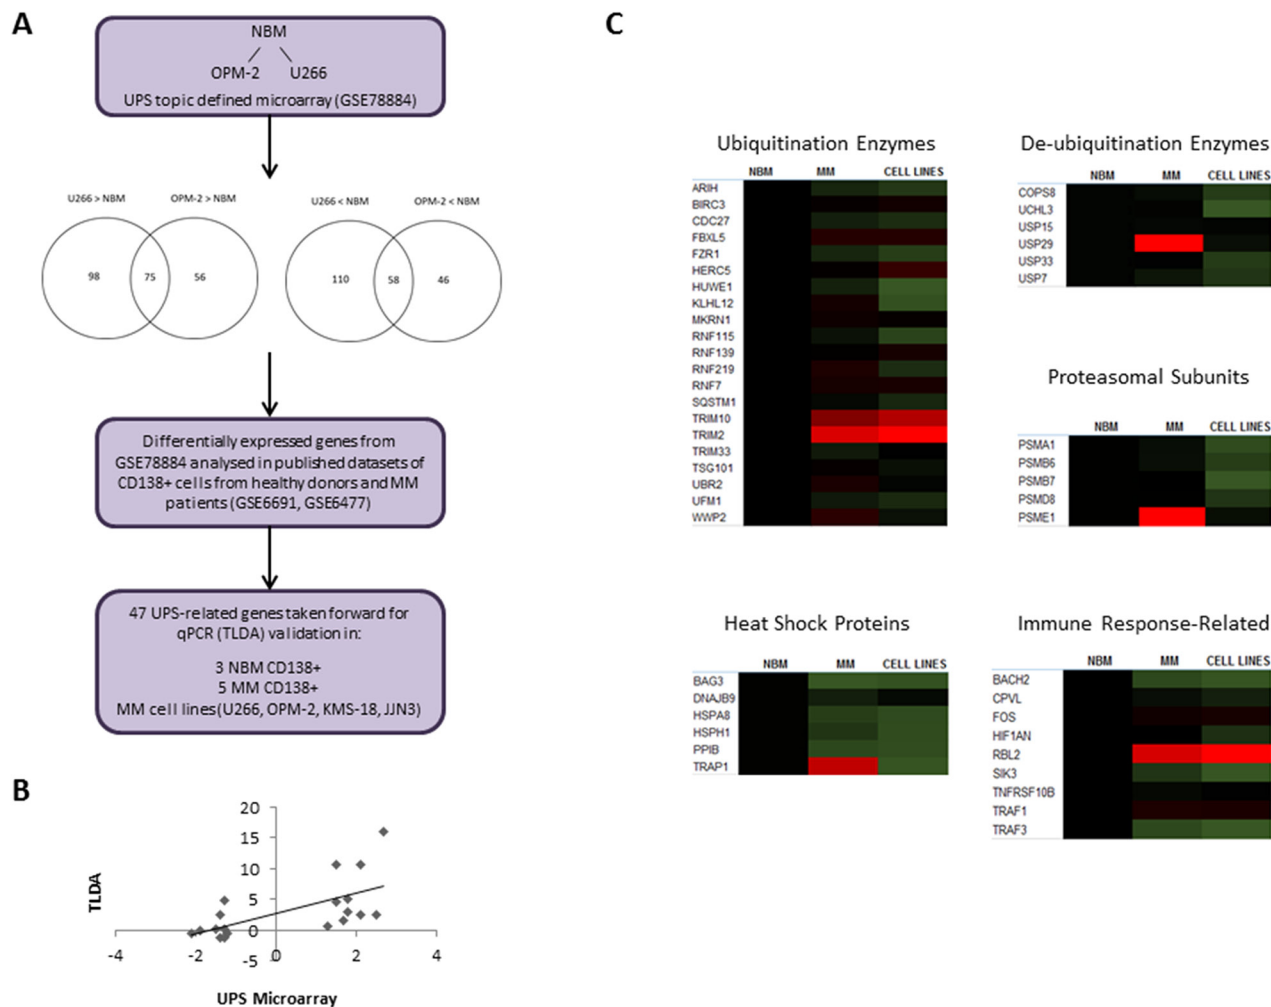 A
NBM
OPM-2 U266
UPS topic defined microarray (GSE78884)
U266 > NBM OPM-2 > NBM
98 75 56
U266 < NBM OPM-2 < NBM
110 58 46
Differentially expressed genes from
GSE78884 analysed in published datasets of
CD138+ cells from healthy donors and MM
patients (GSE6691, GSE6477)
47 UPS-related genes taken forward for
qPCR (TLDA) validation in:
3 NBM CD138+
5 MM CD138+
MM cell lines(U266, OPM-2, KMS-18, JJN3)
B
TLDA
20
15
10
5
0
-5
-4 -2 0 2 4
UPS Microarray
C
Ubiquitination Enzymes
NBM MM CELL LINES
ARIH
BIRC3
CDC27
FBXL5
FZR1
HERC5
HUWE1
KLHL12
MKRN1
RNF115
RNF139
RNF219
RNF7
SQSTM1
TRIM10
TRIM2
TRIM33
TSG101
UBR2
UFM1
WWP2
De-ubiquitination Enzymes
NBM MM CELL LINES
COPS8
UCHL3
USP15
USP29
USP33
USP7
Proteasomal Subunits
NBM MM CELL LINES
PSMA1
PSMB6
PSMB7
PSMD8
PSME1
Heat Shock Proteins
NBM MM CELL LINES
BAG3
DNAJB9
HSPA8
HSPH1
PPIB
TRAP1
Immune Response-Related
NBM MM CELL LINES
BACH2
CPVL
FOS
HIF1AN
RBL2
SIK3
TNFRSF10B
TRAF1
TRAF3